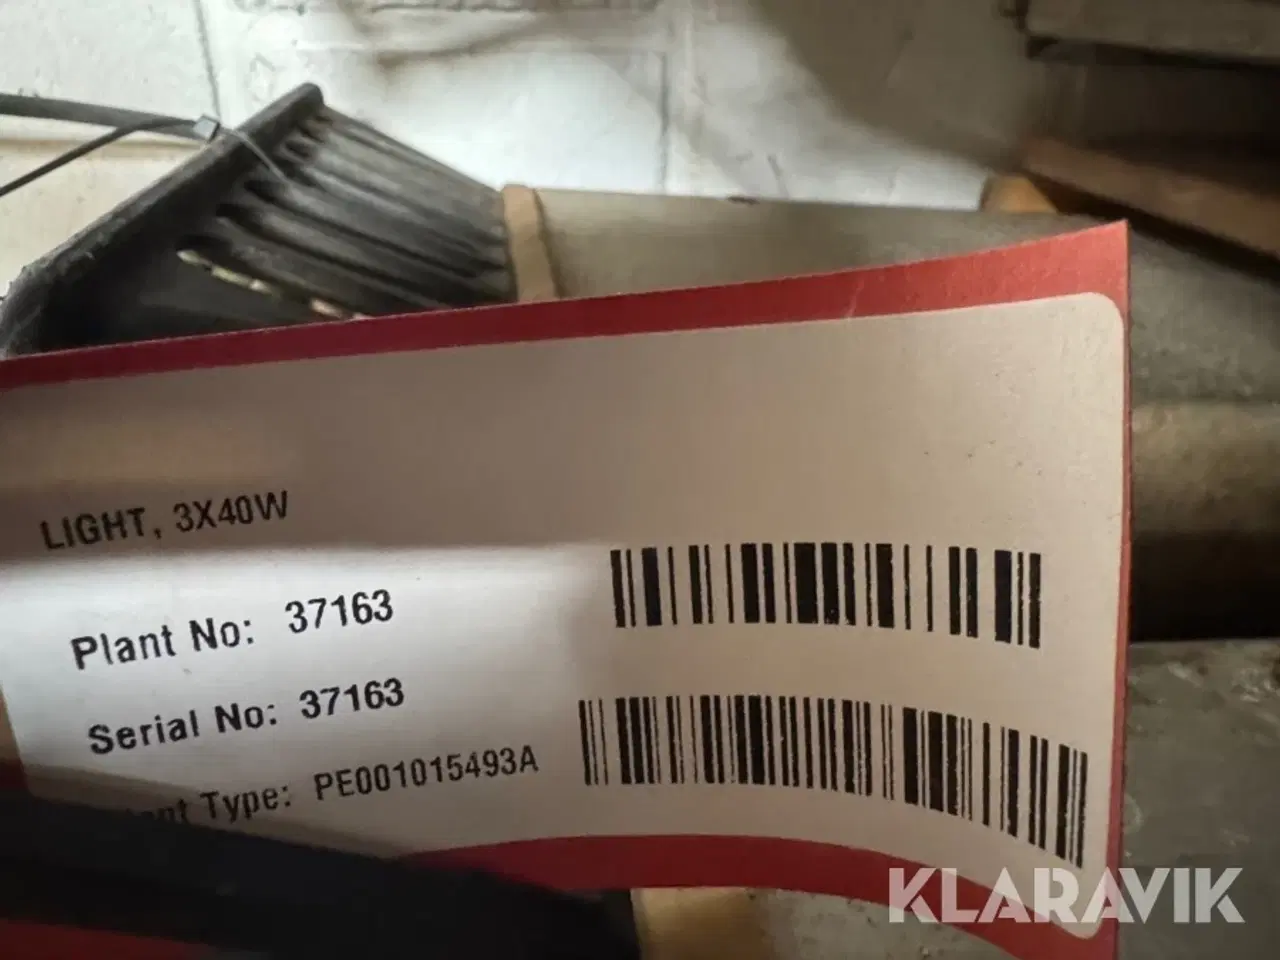 LIGHT, 3X40W
Plant No: 37163
Serial No: 37163
Type: PE001015493A
KLARAVIK